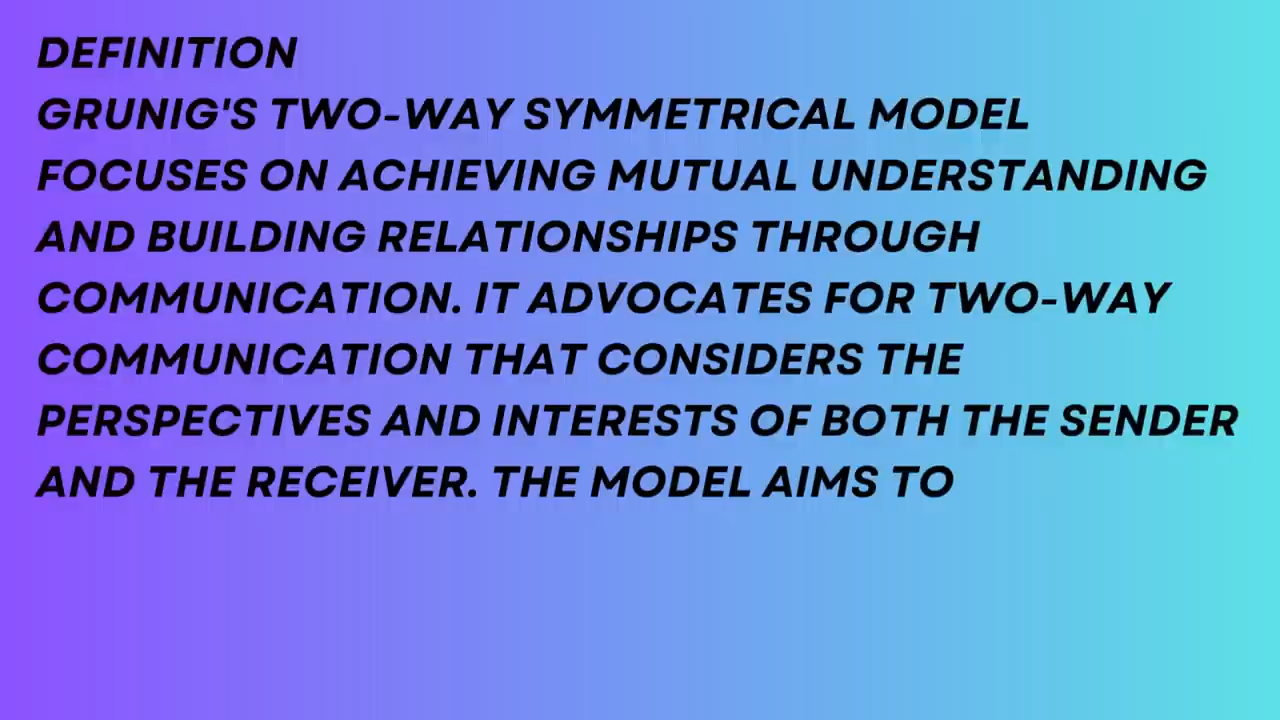 DEFINITION
GRUNIG'S TWO-WAY SYMMETRICAL MODEL
FOCUSES ON ACHIEVING MUTUAL UNDERSTANDING
AND BUILDING RELATIONSHIPS THROUGH
COMMUNICATION. IT ADVOCATES FOR TWO-WAY
COMMUNICATION THAT CONSIDERS THE
PERSPECTIVES AND INTERESTS OF BOTH THE SENDER
AND THE RECEIVER. THE MODEL AIMS TO